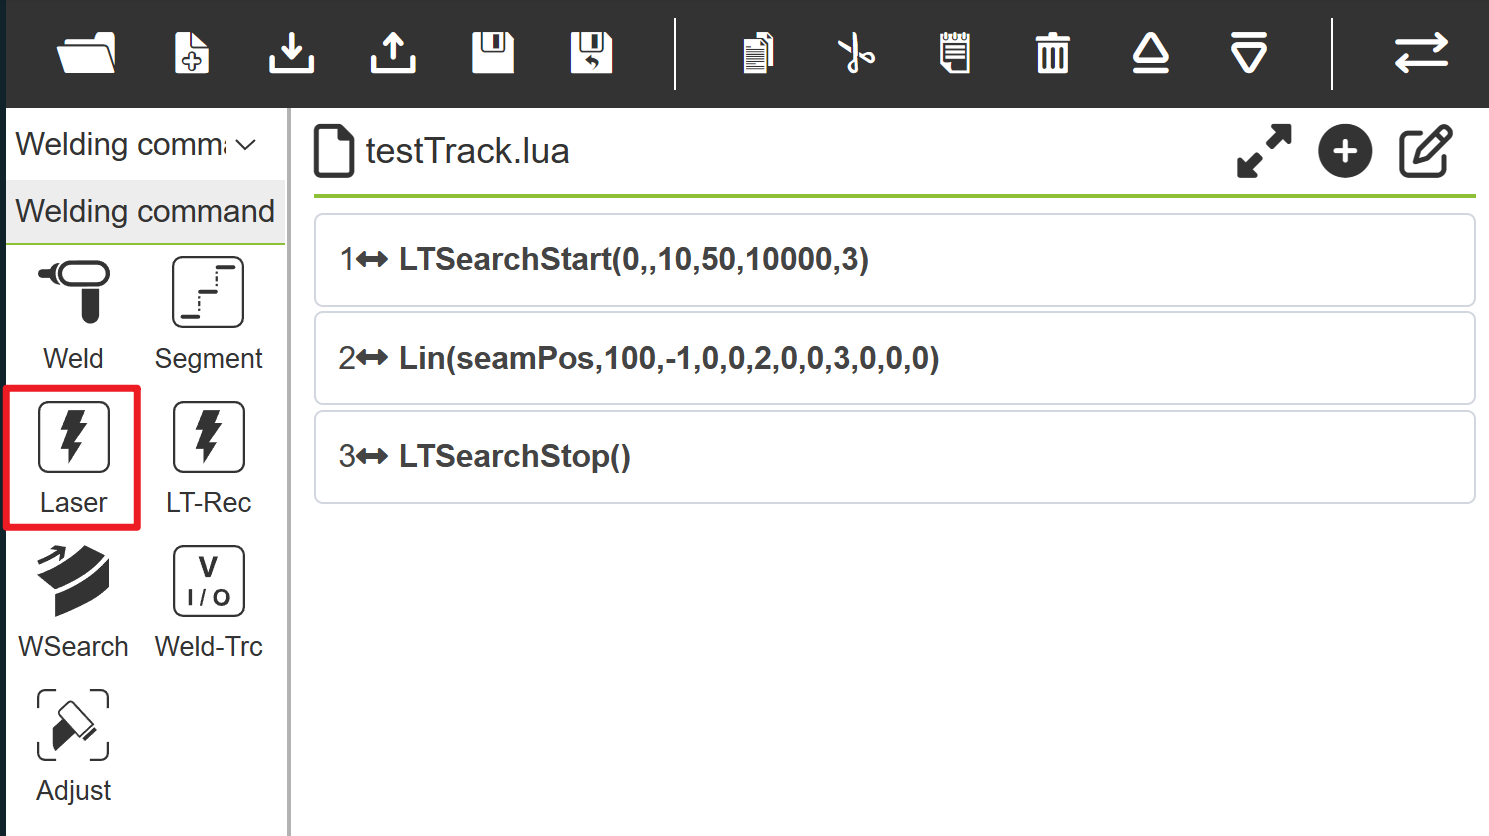 Welding comm
Welding command
Weld
Segment
Laser
LT-Rec
WSearch
V
I / O
Weld-Trc
Adjust
testTrack.lua
1 LTSearchStart(0,,10,50,10000,3)
2 Lin(seamPos,100,-1,0,0,2,0,0,3,0,0,0)
3 LTSearchStop()